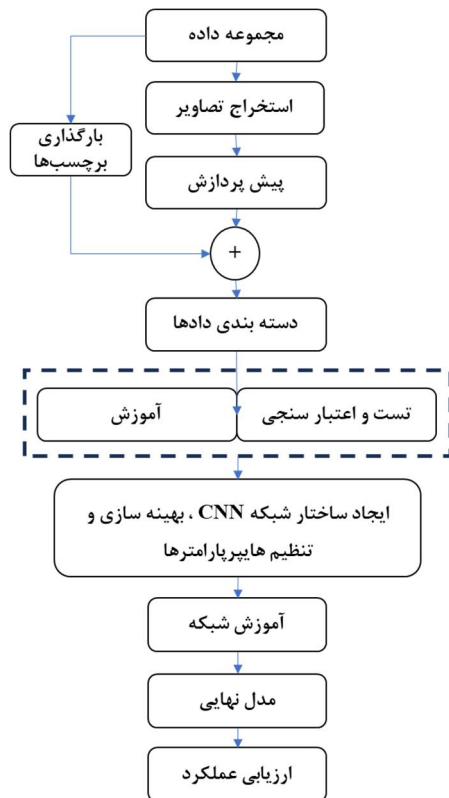 مجموعه داده
استخراج تصاویر
بارگذاری
برچسب‌ها
پیش پردازش
+
دسته بندی دادها
آموزش
تست و اعتبار سنجی
ایجاد ساختار شبکه CNN ، بهینه سازی و
تنظیم هایپرپارامترها
آموزش شبکه
مدل نهایی
ارزیابی عملکرد